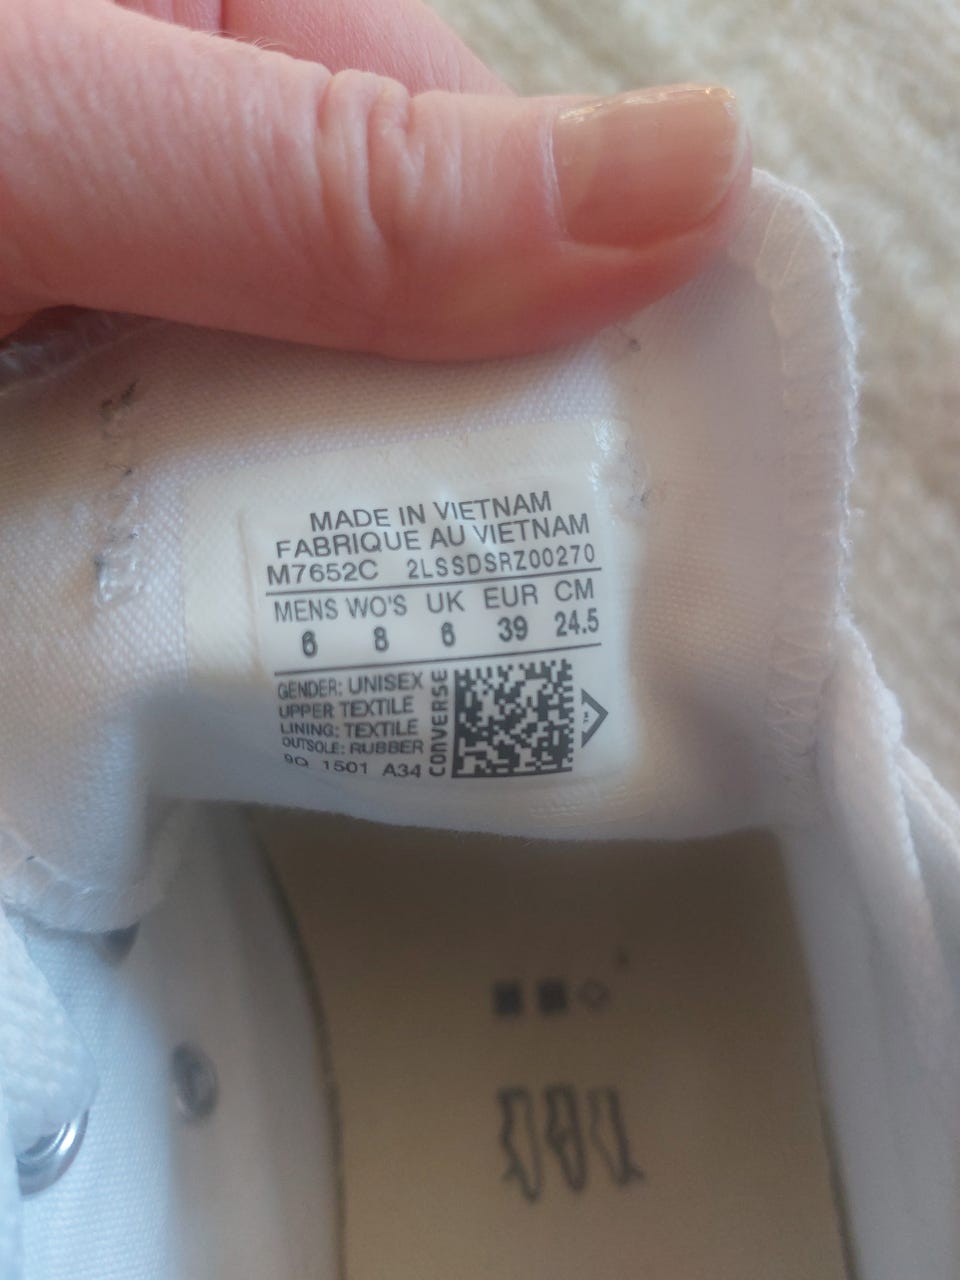 MADE IN VIETNAM
FABRIQUE AU VIETNAM
M7652C 2LSSDSRZ00270
MENS WO'S UK EUR CM
6 8 6 39 24.5
GENDER: UNISEX
UPPER TEXTILE
LINING: TEXTILE
OUTSOLE: RUBBER
9Q 1501 A34
CONVERSE
™